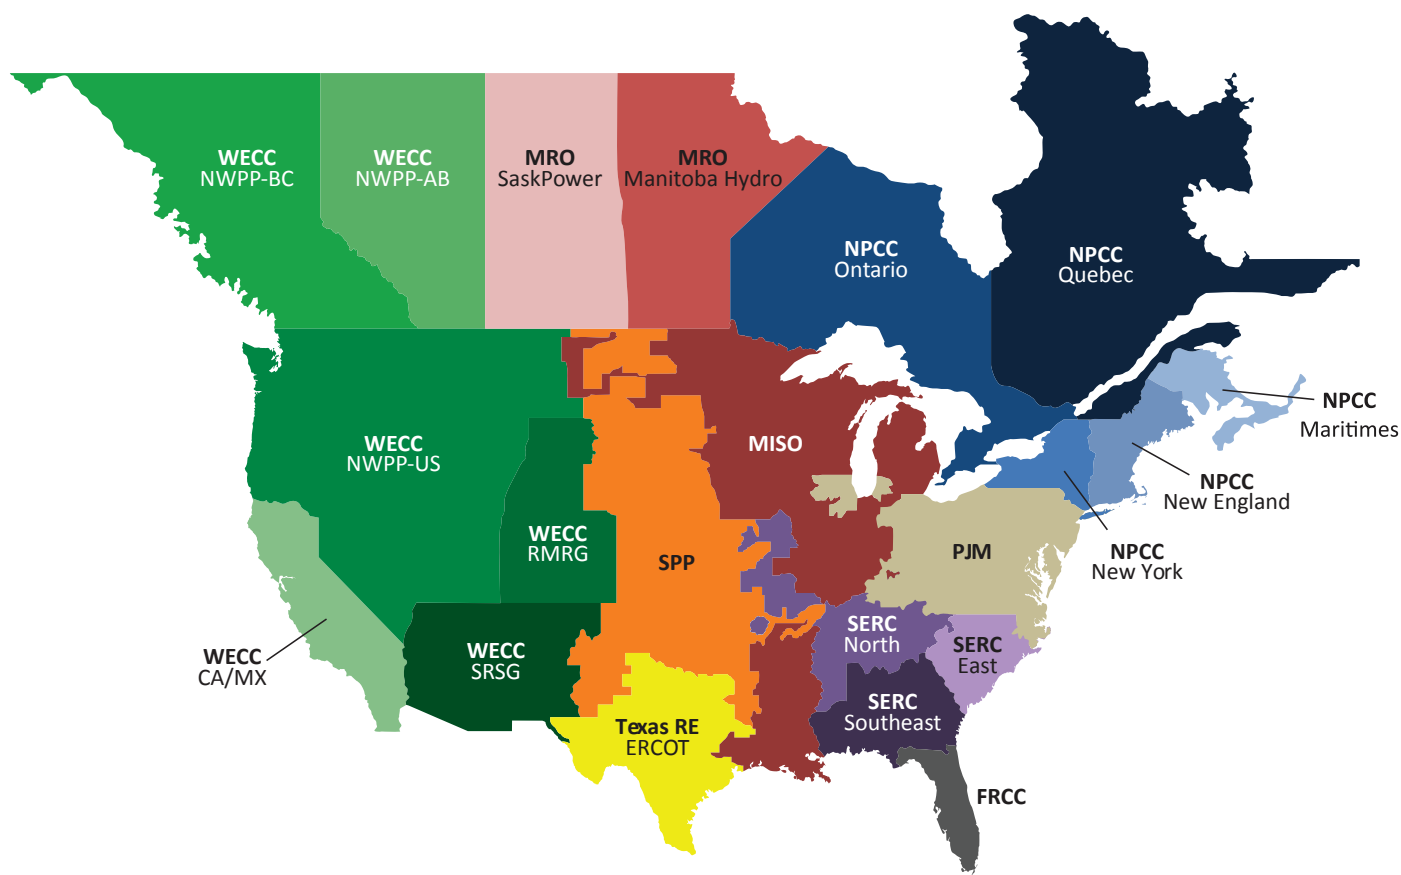 WECC
NWPP-BC
WECC
NWPP-AB
MRO
SaskPower
MRO
Manitoba Hydro
NPCC
Ontario
NPCC
Quebec
NPCC
Maritimes
WECC
NWPP-US
MISO
NPCC
New England
WECC
RMRG
SPP
PJM
NPCC
New York
WECC
CA/MX
WECC
SRSG
SERC
North
SERC
East
SERC
Southeast
Texas RE
ERCOT
FRCC